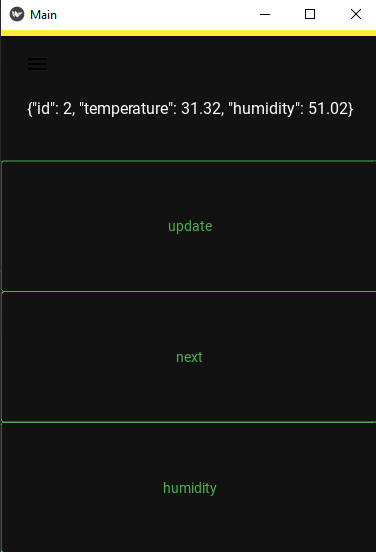 Main
{"id": 2, "temperature": 31.32, "humidity": 51.02}
update
next
humidity